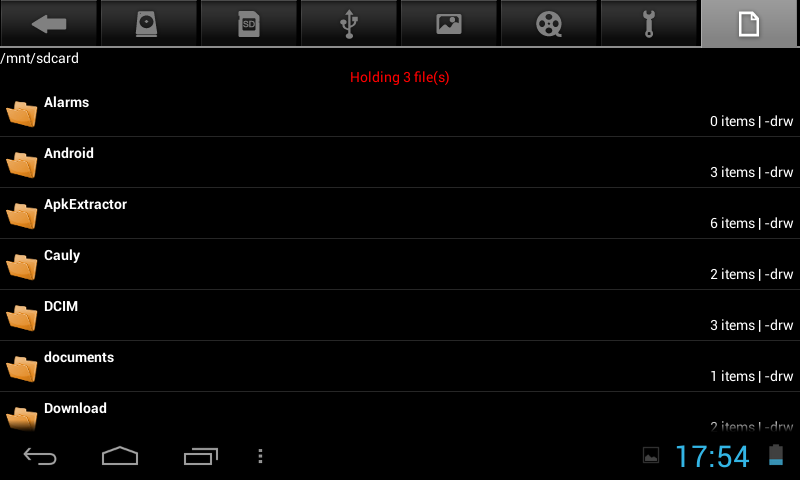 SD
/mnt/sdcard
Holding 3 file(s)
Alarms
0 items | -drw
Android
3 items | -drw
ApkExtractor
6 items | -drw
Cauly
2 items | -drw
DCIM
3 items | -drw
documents
1 items | -drw
Download
2 items | -drw
17:54